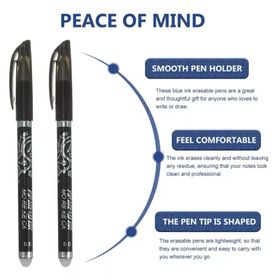 PEACE OF MIND
SMOOTH PEN HOLDER
These blue ink erasable pens are a great
and thoughtful gift for anyone who loves to
write or draw.
FEEL COMFORTABLE
The ink erases cleanly and without leaving
any residue, ensuring that your notes look
clean and professional.
THE PEN TIP IS SHAPED
The erasable pens are lightweight, so that
they are convenient and easy to carry with
you wherever you go.
0.5
0.5